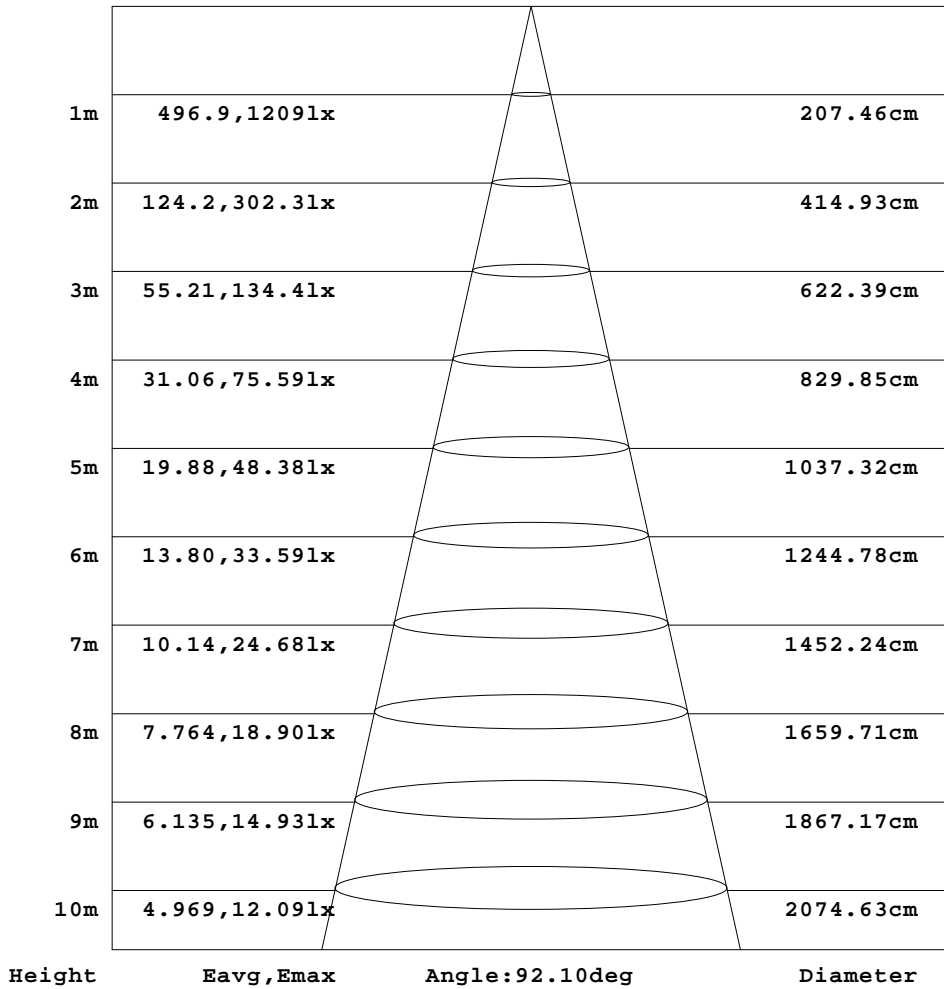 1m 496.9,1209lx 207.46cm
2m 124.2,302.3lx 414.93cm
3m 55.21,134.4lx 622.39cm
4m 31.06,75.59lx 829.85cm
5m 19.88,48.38lx 1037.32cm
6m 13.80,33.59lx 1244.78cm
7m 10.14,24.68lx 1452.24cm
8m 7.764,18.90lx 1659.71cm
9m 6.135,14.93lx 1867.17cm
10m 4.969,12.09lx 2074.63cm
Height Eavg,Emax Angle:92.10deg Diameter